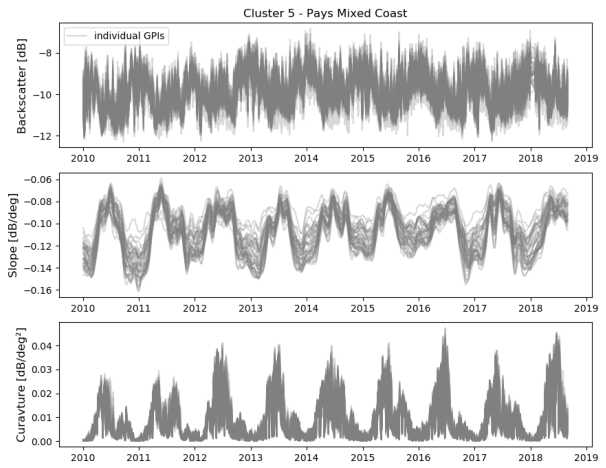 Cluster 5 - Pays Mixed Coast
individual GPIs
Backscatter [dB]
−8
−10
−12
2010 2011 2012 2013 2014 2015 2016 2017 2018 2019
Slope [dB/deg]
−0.06
−0.08
−0.10
−0.12
−0.14
−0.16
2010 2011 2012 2013 2014 2015 2016 2017 2018 2019
Curavture [dB/deg²]
0.04
0.03
0.02
0.01
0.00
2010 2011 2012 2013 2014 2015 2016 2017 2018 2019